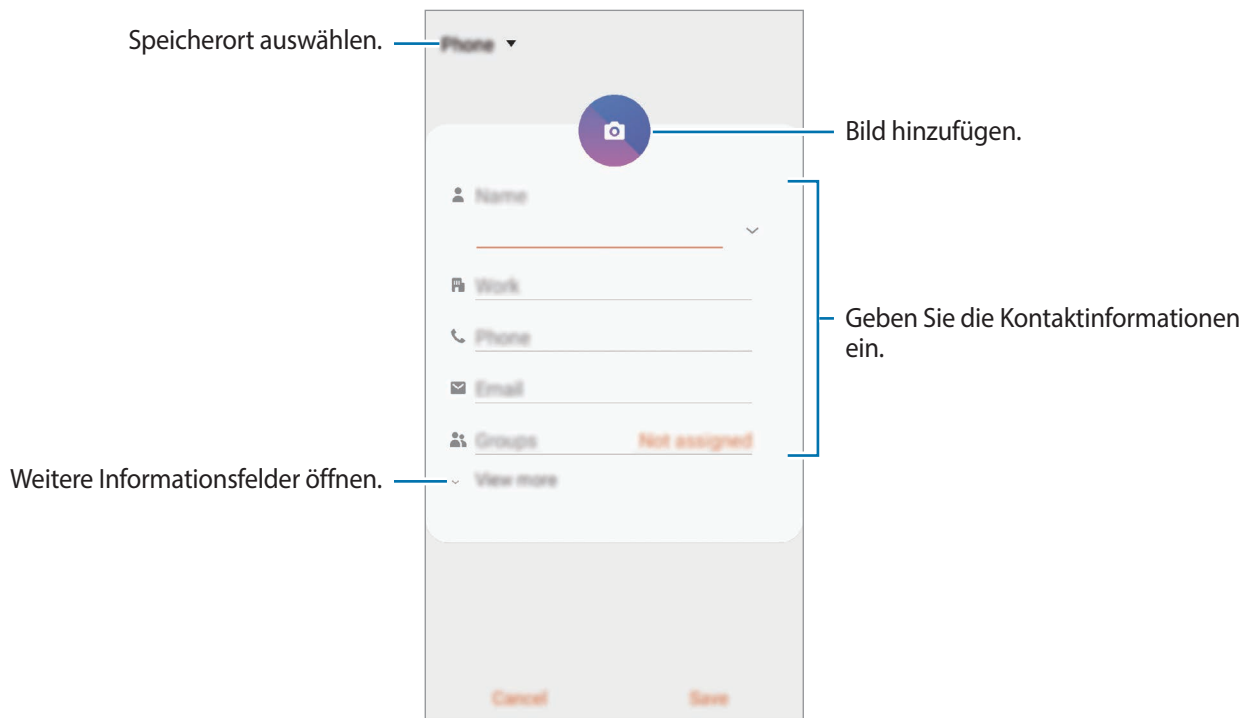 Speicherort auswählen.
Phone
Bild hinzufügen.
Name
Work
Phone
Geben Sie die Kontaktinformationen
ein.
Email
Groups Not assigned
Weitere Informationsfelder öffnen.
View more
Cancel Save